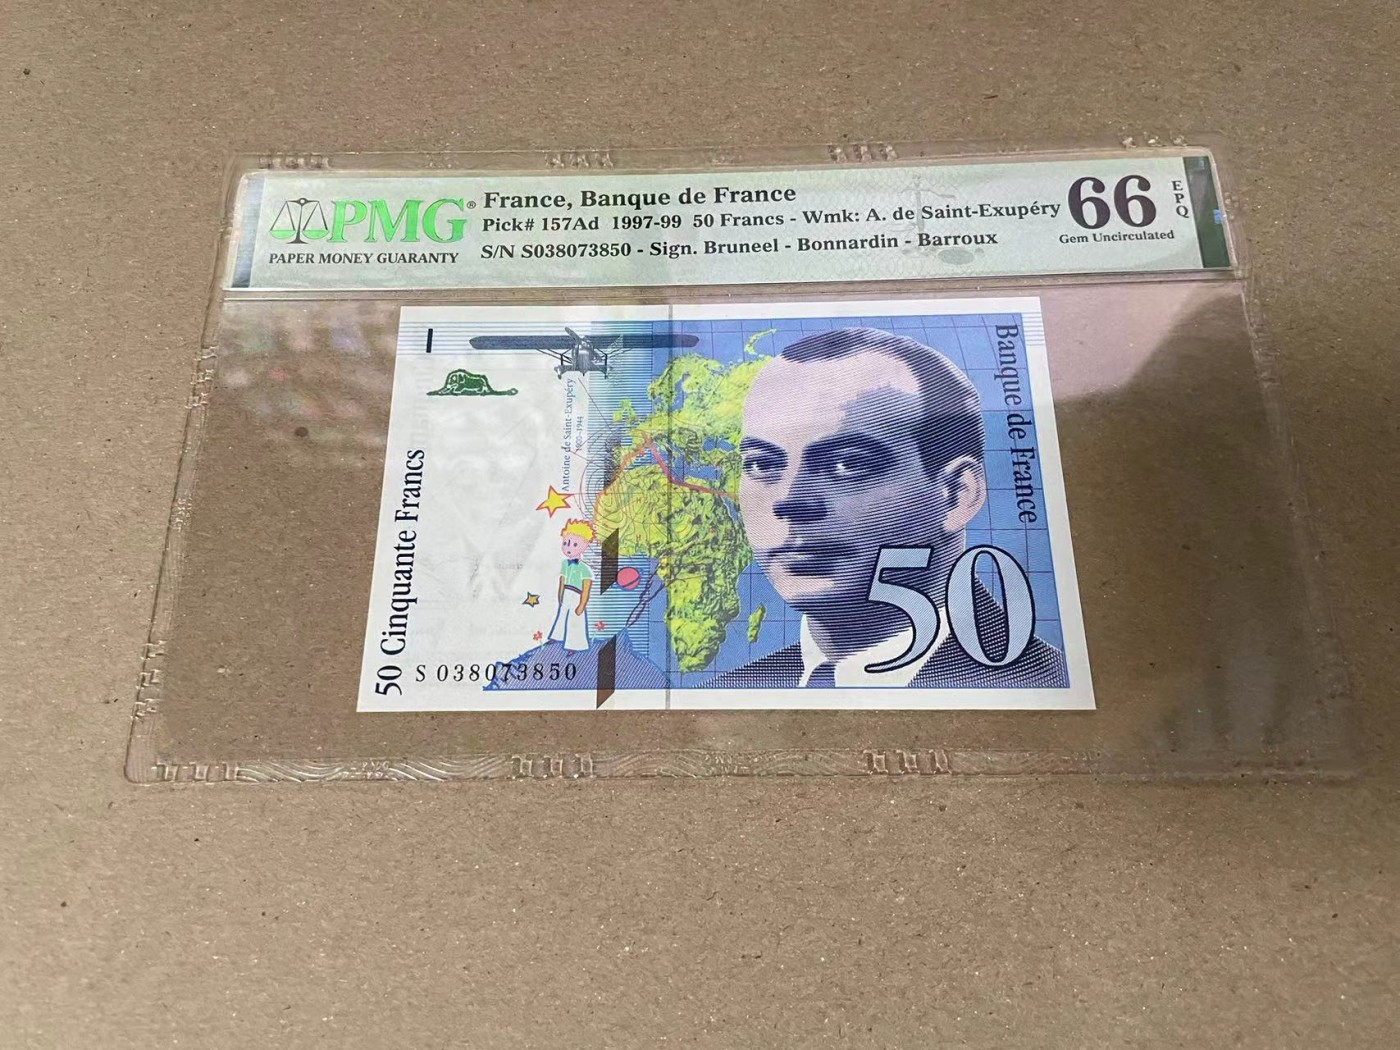 PMG®
PAPER MONEY GUARANTY
France, Banque de France
Pick# 157Ad 1997-99 50 Francs - Wmk: A. de Saint-Exupéry
S/N S038073850 - Sign. Bruneel - Bonnardin - Barroux
66
EPQ
Gem Uncirculated
50 Cinquante Francs
Antoine de Saint-Exupéry
1900-1944
Banque de France
50
S 038073850